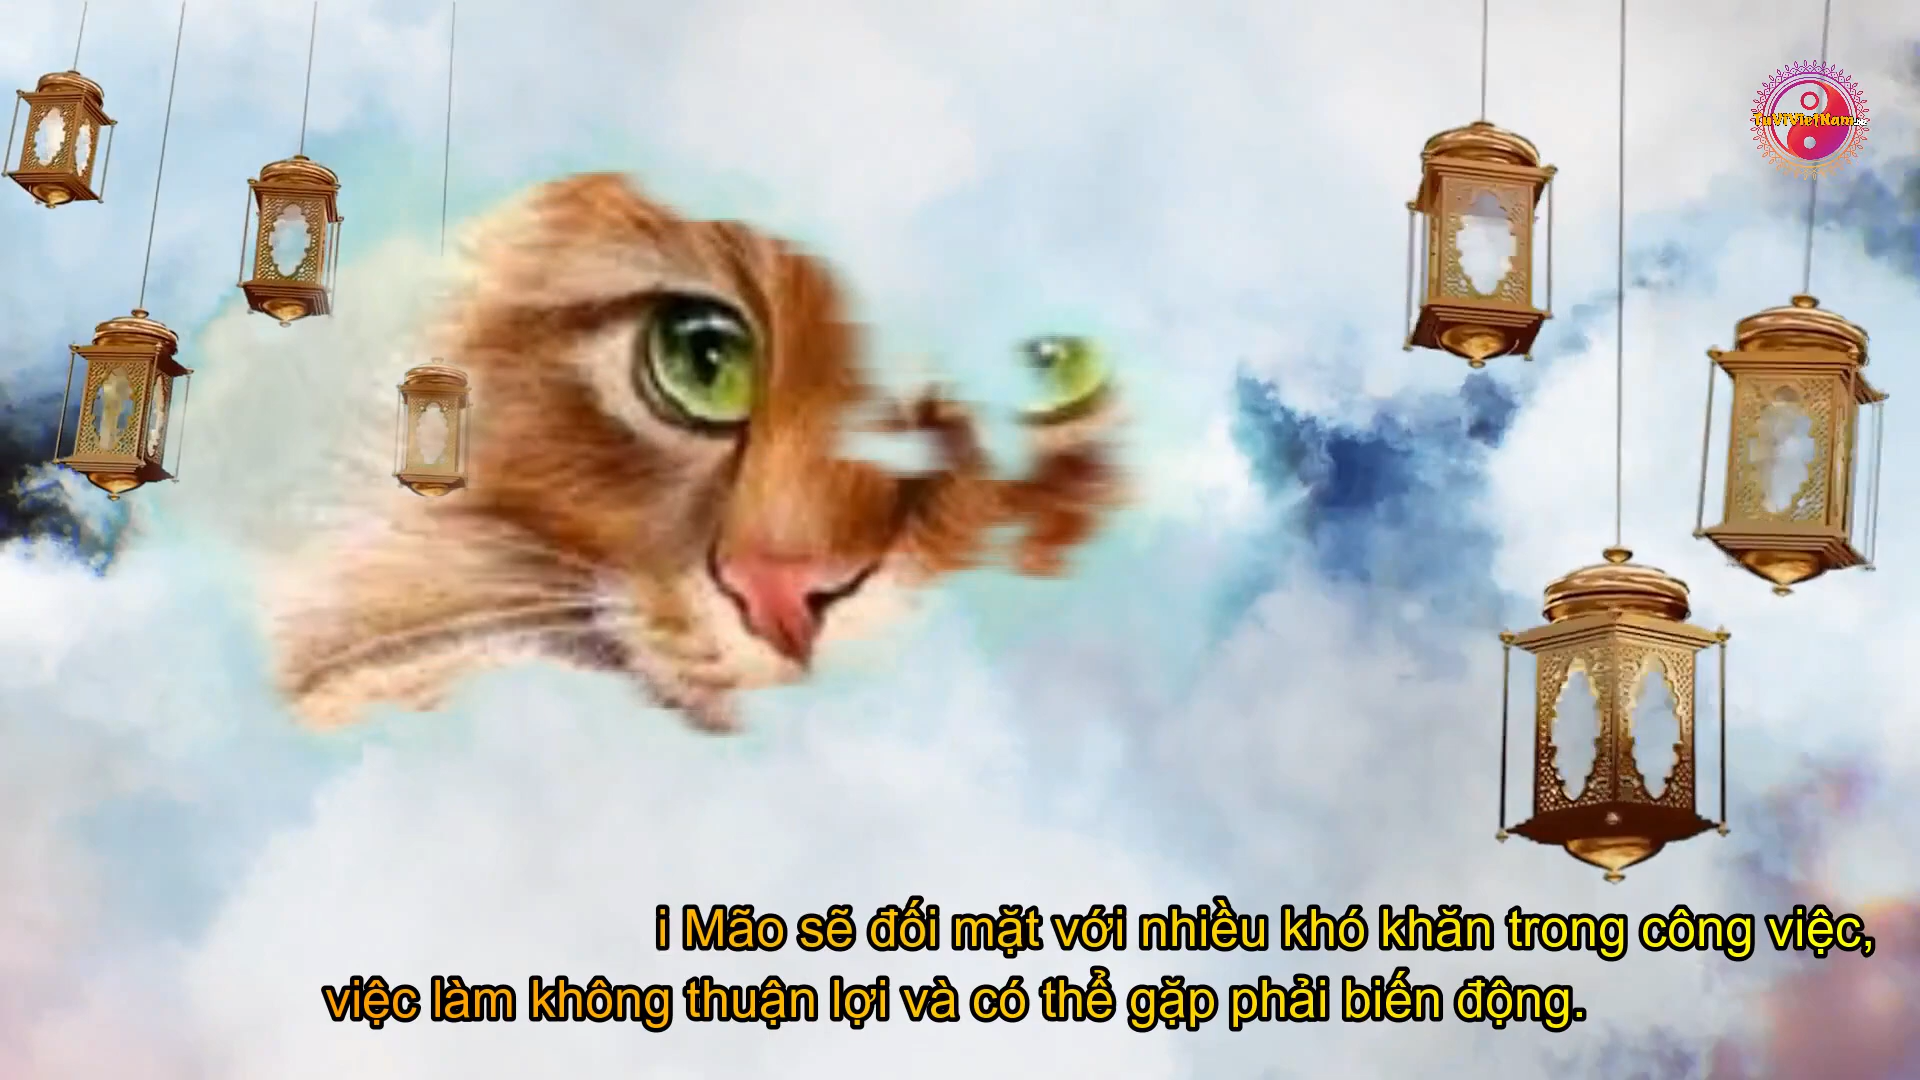 TuViVietNam
i Mão sẽ đối mặt với nhiều khó khăn trong công việc,
việc làm không thuận lợi và có thể gặp phải biến động.